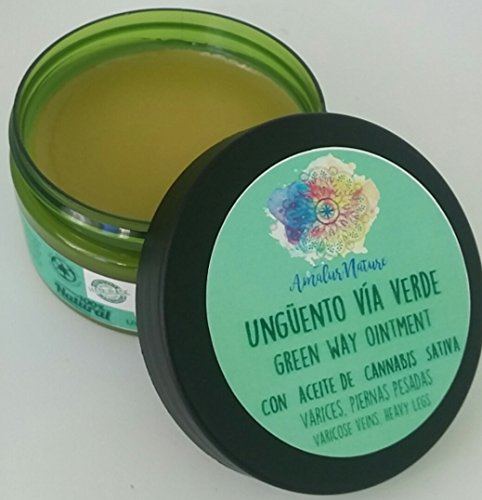 AmalurNature
UNGÜENTO VÍA VERDE
GREEN WAY OINTMENT
CON ACEITE DE CANNABIS SATIVA
VARICES, PIERNAS PESADAS
VARICOSE VEINS, HEAVY LEGS
Natural